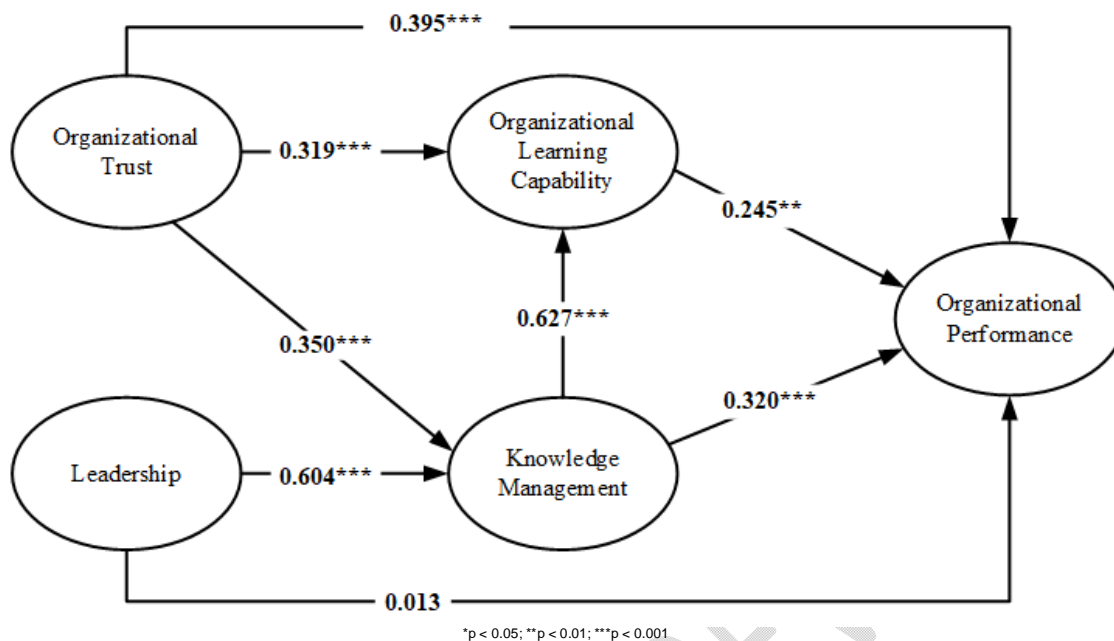 0.395***
Organizational
Trust
0.319***
Organizational
Learning
Capability
0.245**
0.350***
0.627***
Organizational
Performance
0.320***
Leadership
0.604***
Knowledge
Management
0.013
*p < 0.05; **p < 0.01; ***p < 0.001